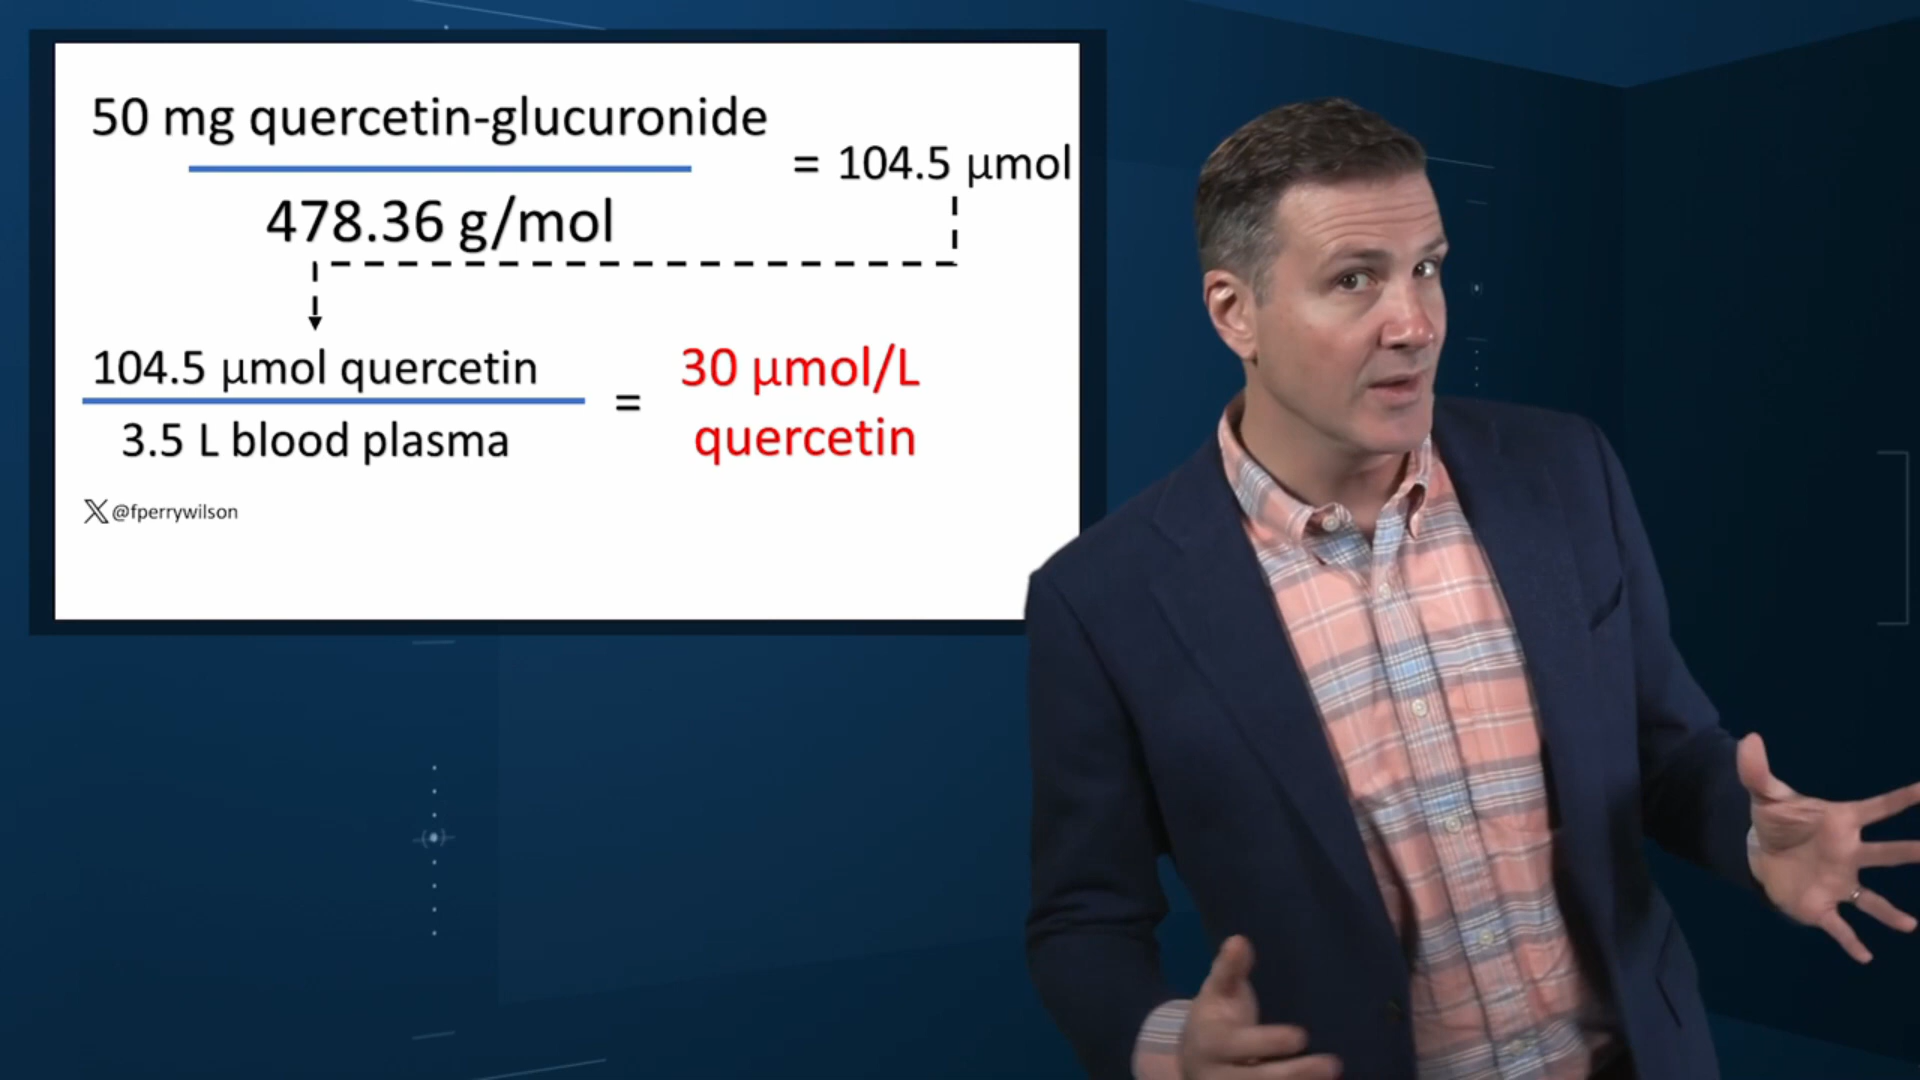 50 mg quercetin-glucuronide
= 104.5 µmol
478.36 g/mol
104.5 µmol quercetin
=
30 µmol/L
3.5 L blood plasma
quercetin
X @fperrywilson